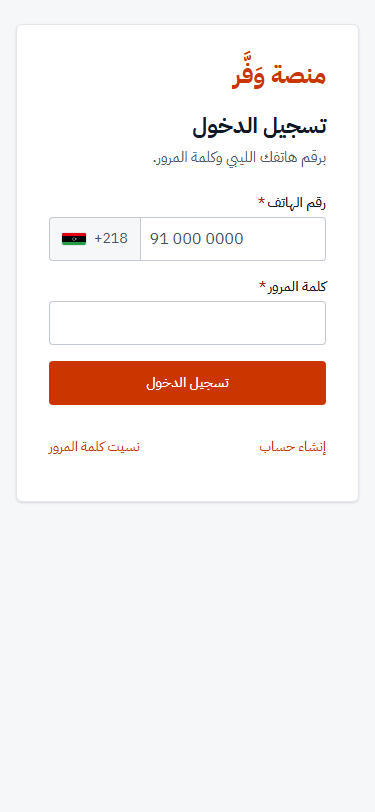 منصة وَفَّر
تسجيل الدخول
برقم هاتفك الليبي وكلمة المرور.
رقم الهاتف *
+218 91 000 0000
كلمة المرور *
تسجيل الدخول
إنشاء حساب
نسيت كلمة المرور